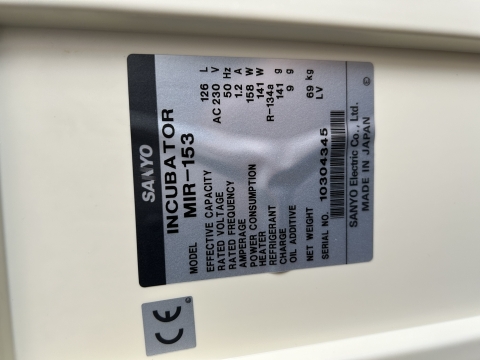 SANYO
INCUBATOR
MODEL MIR-153
EFFECTIVE CAPACITY 126 L
RATED VOLTAGE AC 230 V
RATED FREQUENCY 50 Hz
AMPERAGE 1.2 A
POWER CONSUMPTION 158 W
HEATER 141 W
REFRIGERANT R-134a
CHARGE 141 g
OIL ADDITIVE 9 g
NET WEIGHT 69 kg
LV
SERIAL NO. 10304345
SANYO Electric Co., Ltd.
MADE IN JAPAN
CE